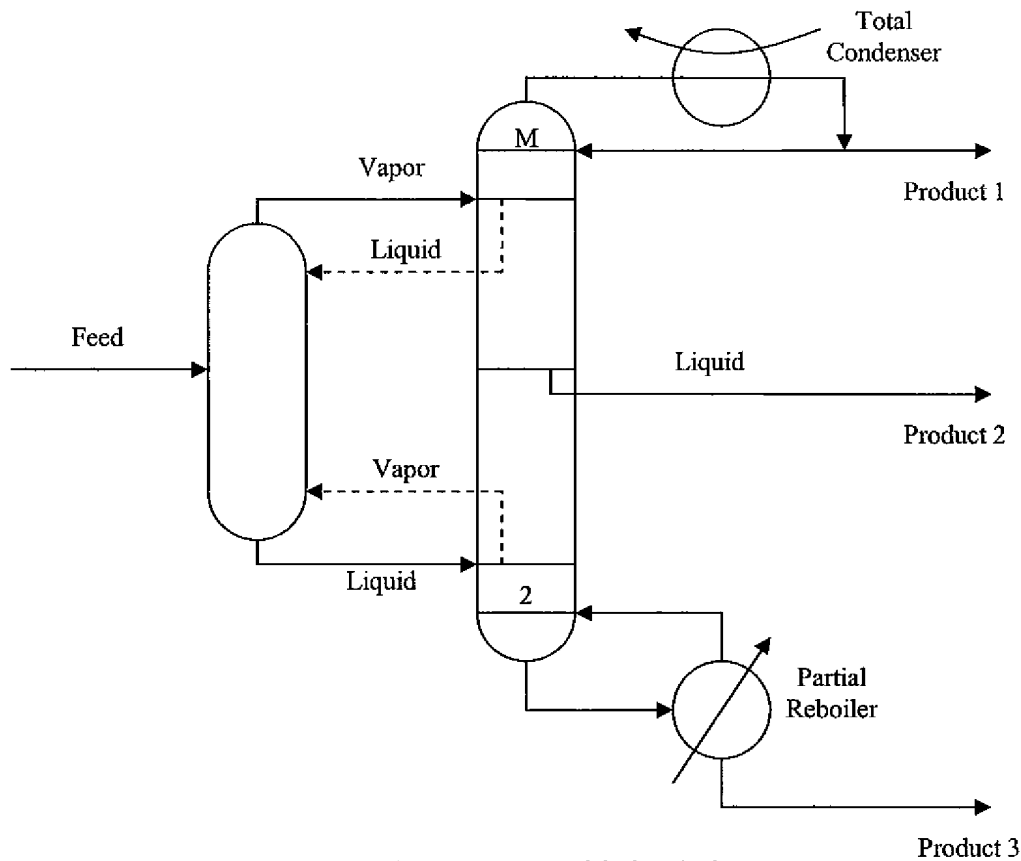 Total
Condenser
M
Vapor
Product 1
Liquid
Feed
Liquid
Product 2
Vapor
Liquid
2
Partial
Reboiler
Product 3